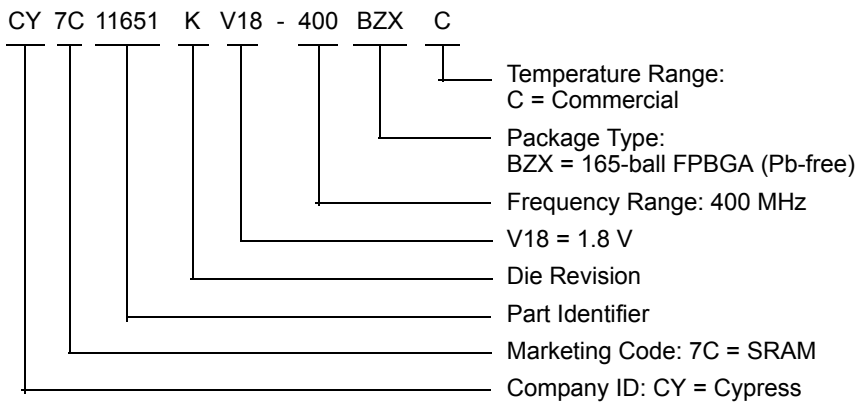 CY 7C 11651 K V18 - 400 BZX C
Temperature Range:
C = Commercial
Package Type:
BZX = 165-ball FPBGA (Pb-free)
Frequency Range: 400 MHz
V18 = 1.8 V
Die Revision
Part Identifier
Marketing Code: 7C = SRAM
Company ID: CY = Cypress